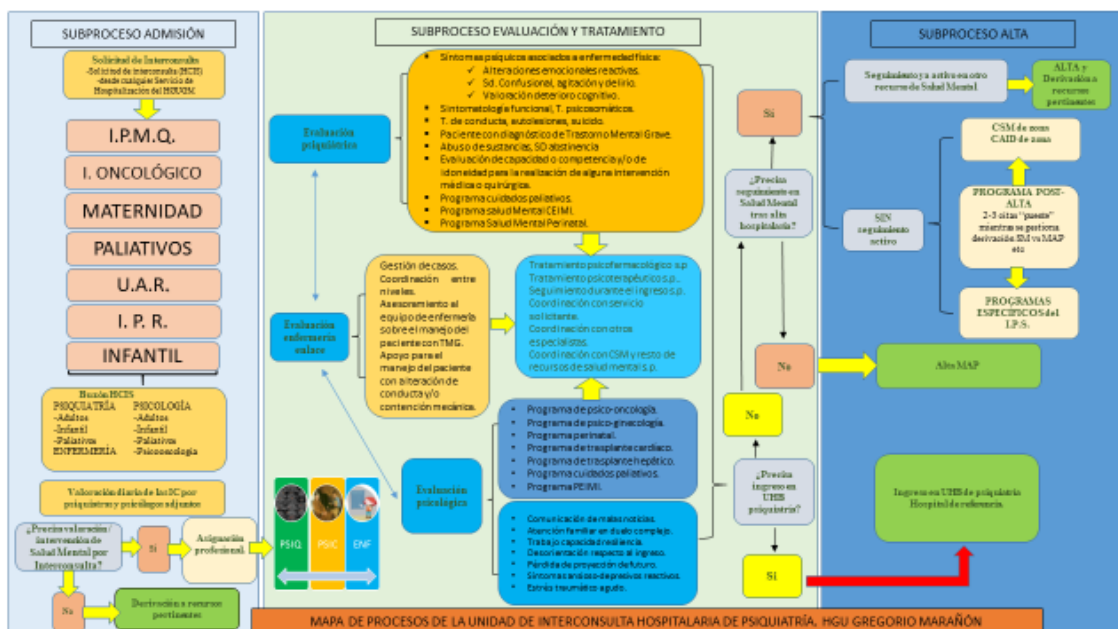 SUBPROCESO ADMISIÓN
Solicitud de Interconsulta
-Solicitud de interconsulta (HCIS)
-desde cualquier Servicio de
Hospitalización del HGUGM.
I.P.M.Q.
I. ONCOLÓGICO
MATERNIDAD
PALIATIVOS
U.A.R.
I. P. R.
INFANTIL
Buzón HCIS
PSIQUIATRÍA
-Adultos
-Infantil
-Paliativos
ENFERMERÍA
PSICOLOGÍA
-Adultos
-Infantil
-Paliativos
-Psicooncología
Valoración diaria de las IC por
psiquiatras y psicólogos adjuntos
¿Precisa valoración/
intervención de
Salud Mental por
Interconsulta?
Si
Asignación
profesional.
No
Derivación a recursos
pertinentes
SUBPROCESO EVALUACIÓN Y TRATAMIENTO
Evaluación
psiquiátrica
Síntomas psíquicos asociados a enfermedad física:
Alteraciones emocionales reactivas.
Sd. Confusional, agitación y delirio.
Valoración deterioro cognitivo.
Sintomatología funcional, T. psicosomáticos.
T. de conducta, autolesiones, suicidio.
Paciente con diagnóstico de Trastorno Mental Grave.
Abuso de sustancias, SD abstinencia
Evaluación de capacidad o competencia y/o de
idoneidad para la realización de alguna intervención
médica o quirúrgica.
Programa cuidados paliativos.
Programa salud Mental CEIMI.
Programa Salud Mental Perinatal.
Evaluación
enfermería
enlace
Gestión de casos.
Coordinación entre
niveles.
Asesoramiento al
equipo de enfermería
sobre el manejo del
paciente con TMG.
Apoyo para el
manejo del paciente
con alteración de
conducta y/o
contención mecánica.
Tratamiento psicofarmacológico s.p
Tratamiento psicoterapéutico s.p.,
Seguimiento durante el ingreso s.p.
Coordinación con servicio
solicitante.
Coordinación con otros
especialistas.
Coordinación con CSM y resto de
recursos de salud mental s.p.
Evaluación
psicológica
Programa de psico-oncología.
Programa de psico-ginecología.
Programa perinatal.
Programa de trasplante cardíaco.
Programa de trasplante hepático.
Programa cuidados paliativos.
Programa PEIMI.
Comunicación de malas noticias.
Atención familiar en duelo complejo.
Trabajo capacidad resiliencia.
Desorientación respecto al ingreso.
Pérdida de proyección de futuro.
Síntomas ansioso-depresivos reactivos.
Estrés traumático agudo.
PSIQ
PSIC
ENF
Sí
¿Precisa
seguimiento en
Salud Mental
tras alta
hospitalaria?
No
No
¿Precisa
ingreso en
UHB
psiquiatría?
Sí
SUBPROCESO ALTA
Seguimiento ya activo en otro
recurso de Salud Mental
ALTA y
Derivación a
recursos
pertinentes
SIN
seguimiento
activo
CSM de zona
CAID de zona
PROGRAMA POST-
ALTA
2-3 citas "puente"
mientras se gestiona
derivación SM vs MAP
etc
PROGRAMAS
ESPECÍFICOS del
I.P.S.
Alta MAP
Ingreso en UHB de psiquiatría
Hospital de referencia.
MAPA DE PROCESOS DE LA UNIDAD DE INTERCONSULTA HOSPITALARIA DE PSIQUIATRÍA, HGU GREGORIO MARAÑÓN